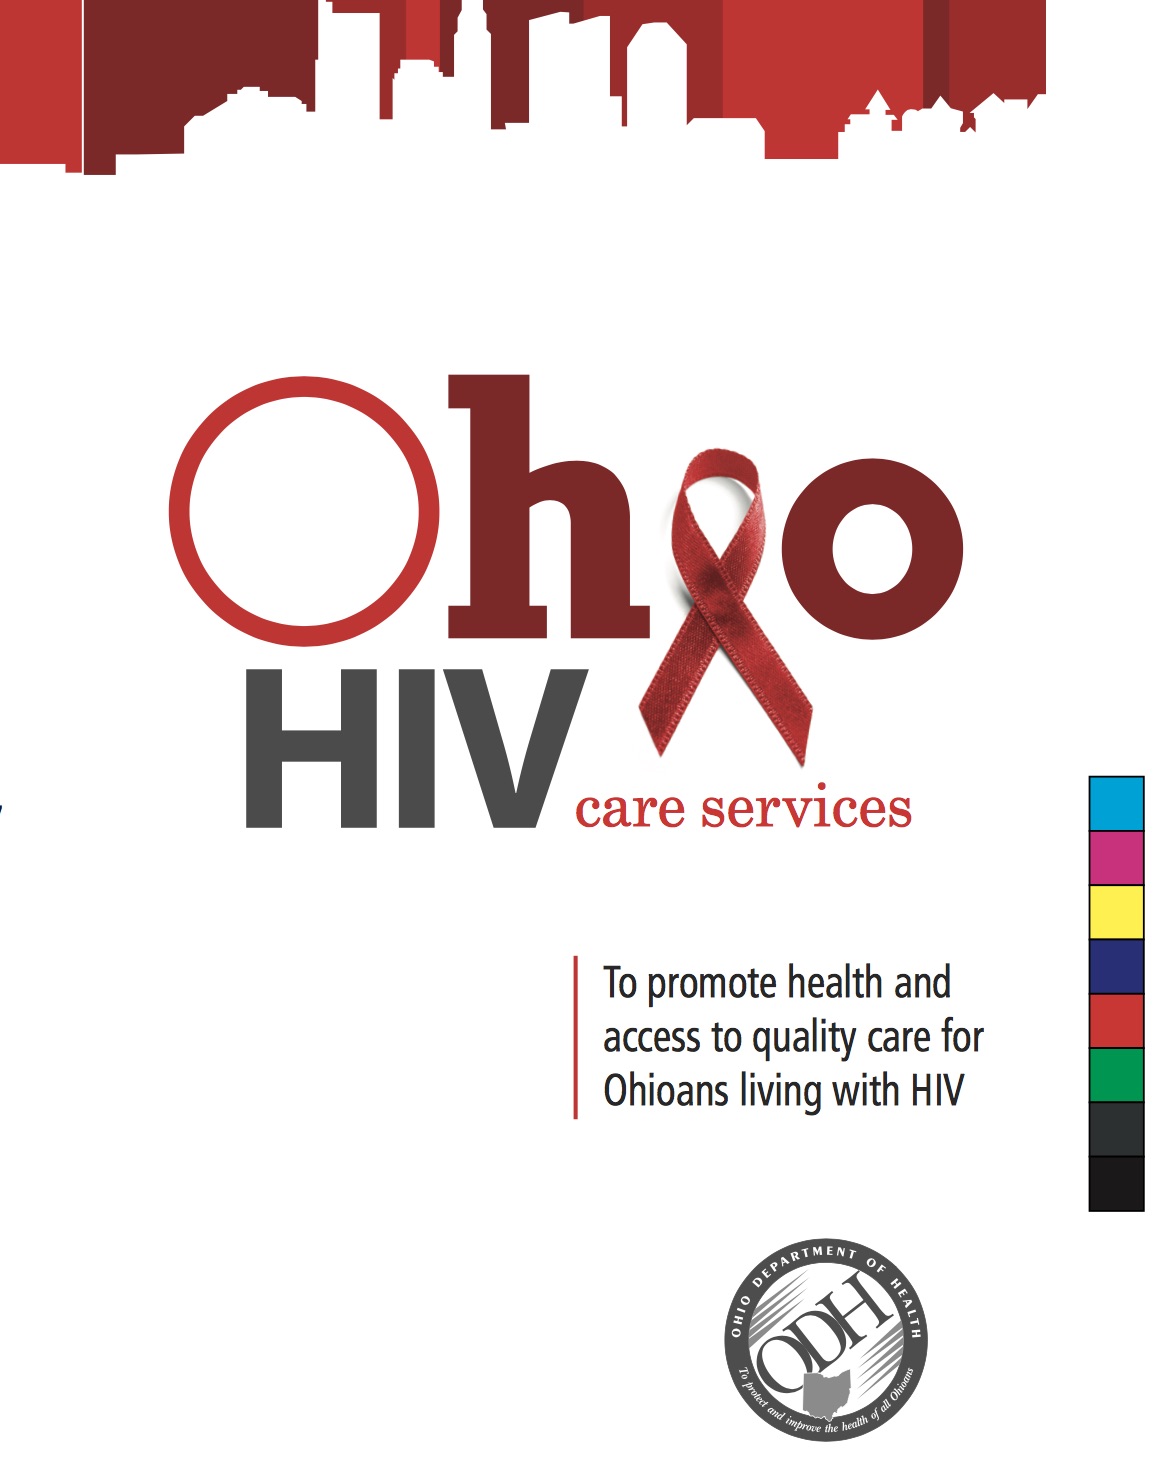 Ohio
HIV care services
To promote health and
access to quality care for
Ohioans living with HIV
OHIO DEPARTMENT OF HEALTH
ODH
To protect and improve the health of all Ohioans